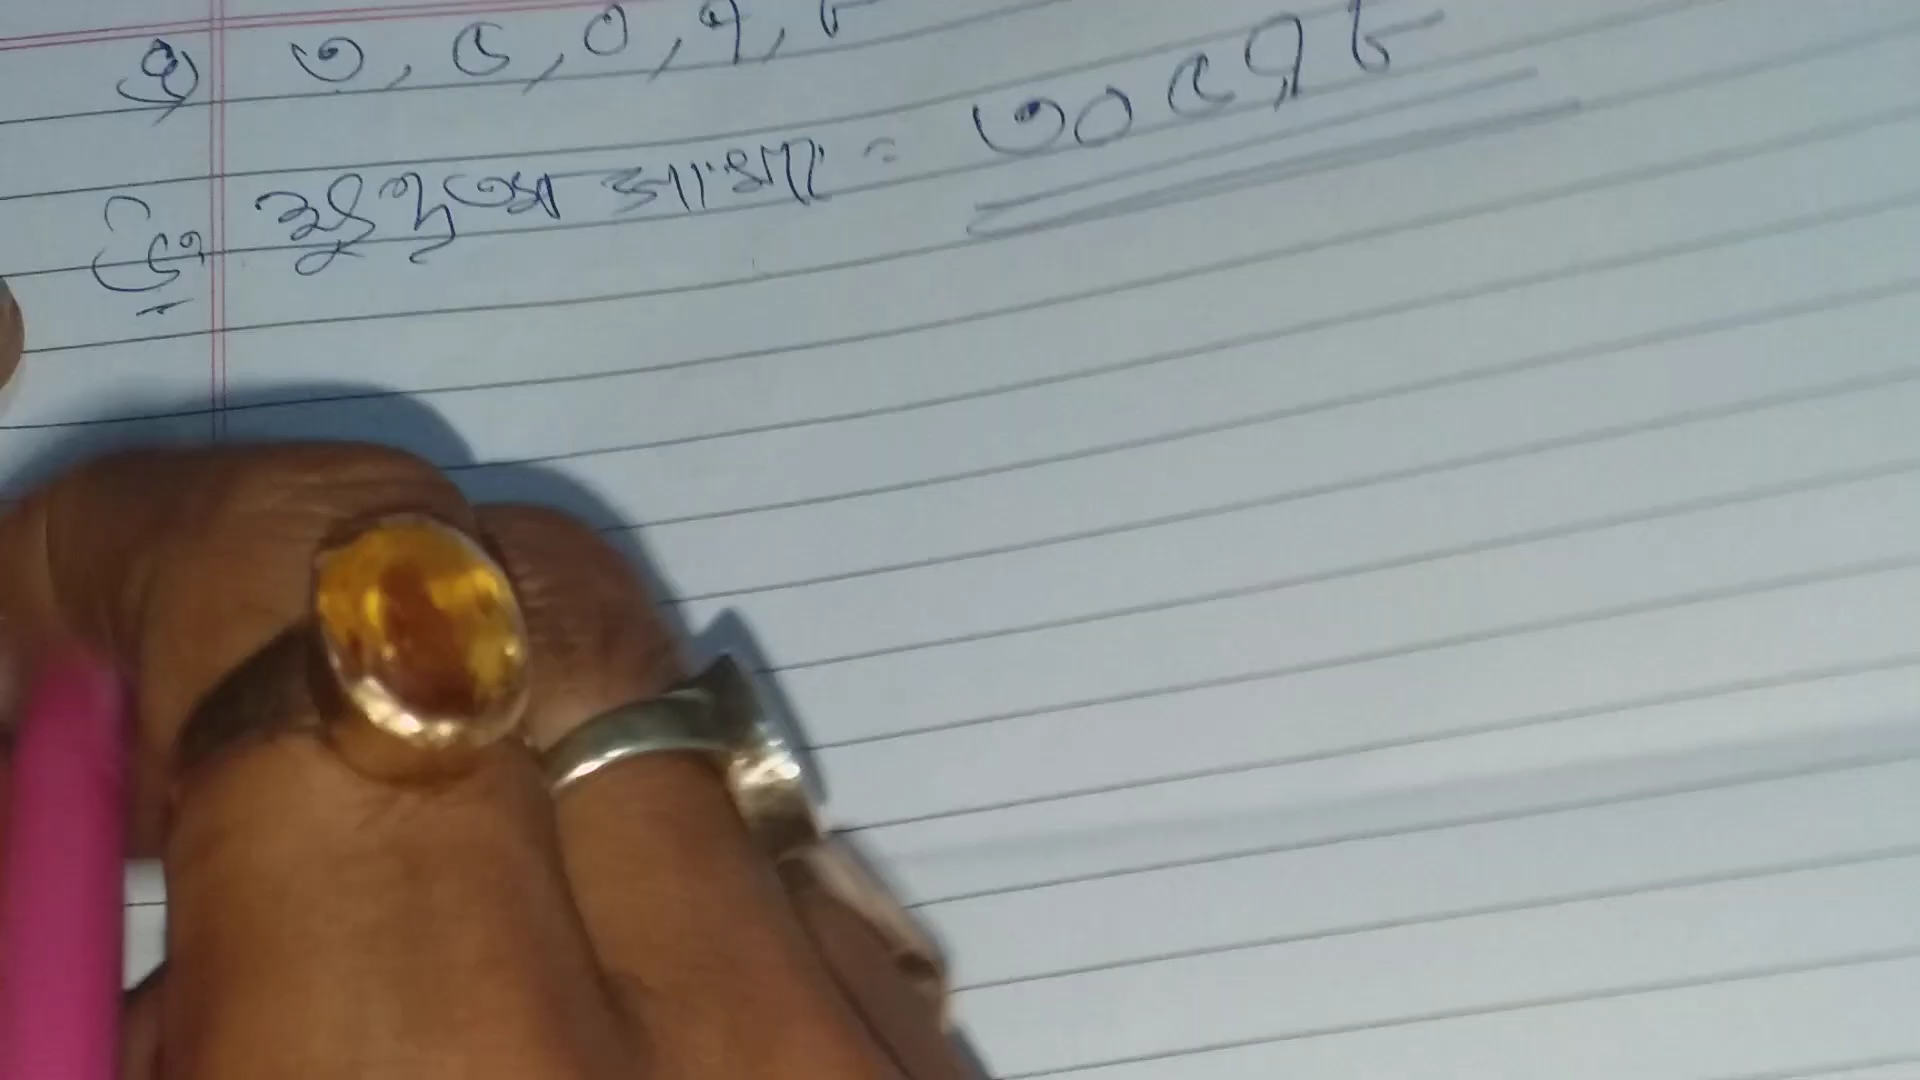 প্র ৩, ৫, ০, ৭, ৮
উঃ ক্ষুদ্রতম সংখ্যা = ৩০৫৭৮